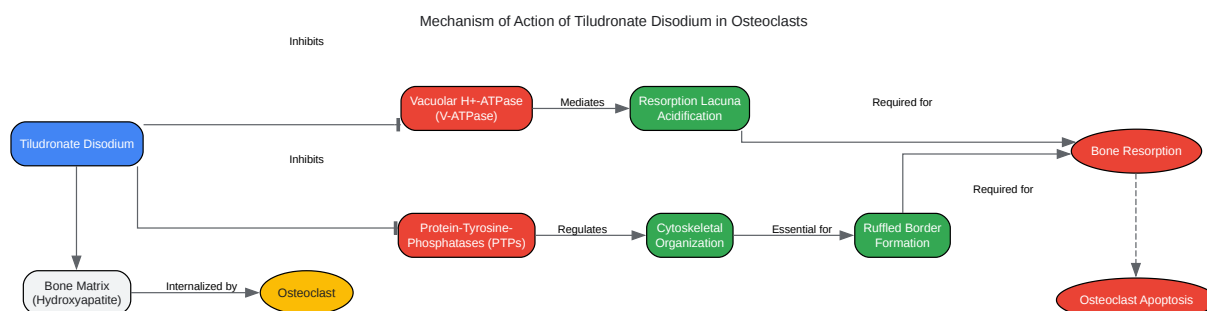 Mechanism of Action of Tiludronate Disodium in Osteoclasts
Inhibits
Vacuolar H+-ATPase
(V-ATPase)
Mediates
Resorption Lacuna
Acidification
Required for
Tiludronate Disodium
Inhibits
Bone Resorption
Required for
Protein-Tyrosine-
Phosphatases (PTPs)
Regulates
Cytoskeletal
Organization
Essential for
Ruffled Border
Formation
Bone Matrix
(Hydroxyapatite)
Internalized by
Osteoclast
Osteoclast Apoptosis